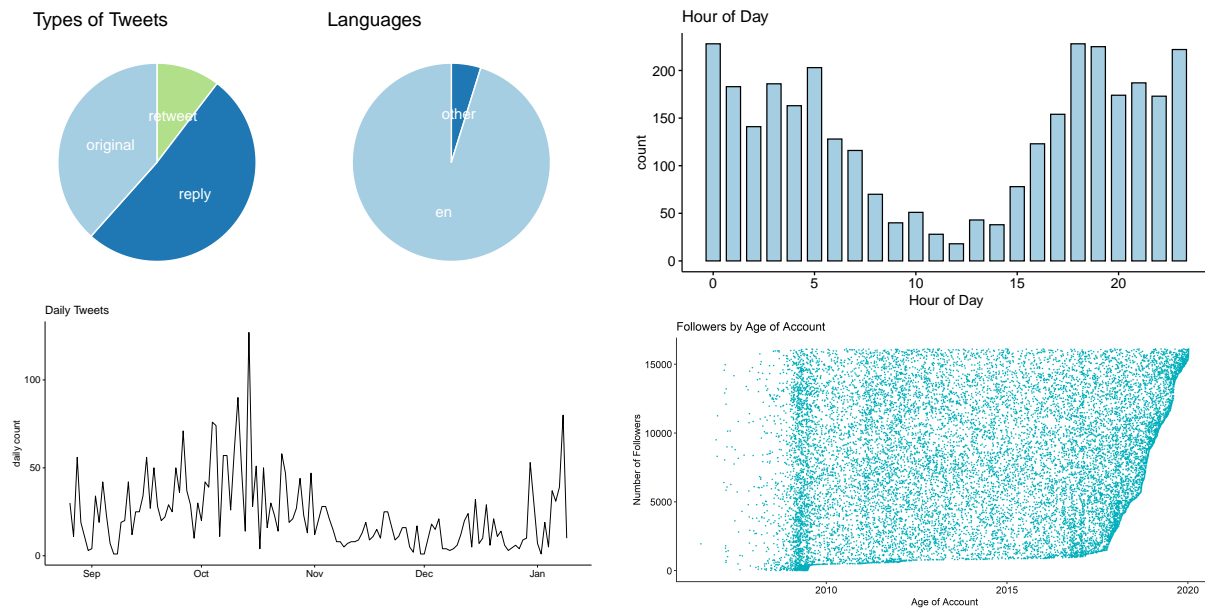 Types of Tweets
Languages
retweet
original
reply
other
en
Hour of Day
count
200
150
100
50
0
0 5 10 15 20
Hour of Day
Daily Tweets
daily count
100
50
0
Sep Oct Nov Dec Jan
Followers by Age of Account
Number of Followers
15000
10000
5000
0
2010 2015 2020
Age of Account